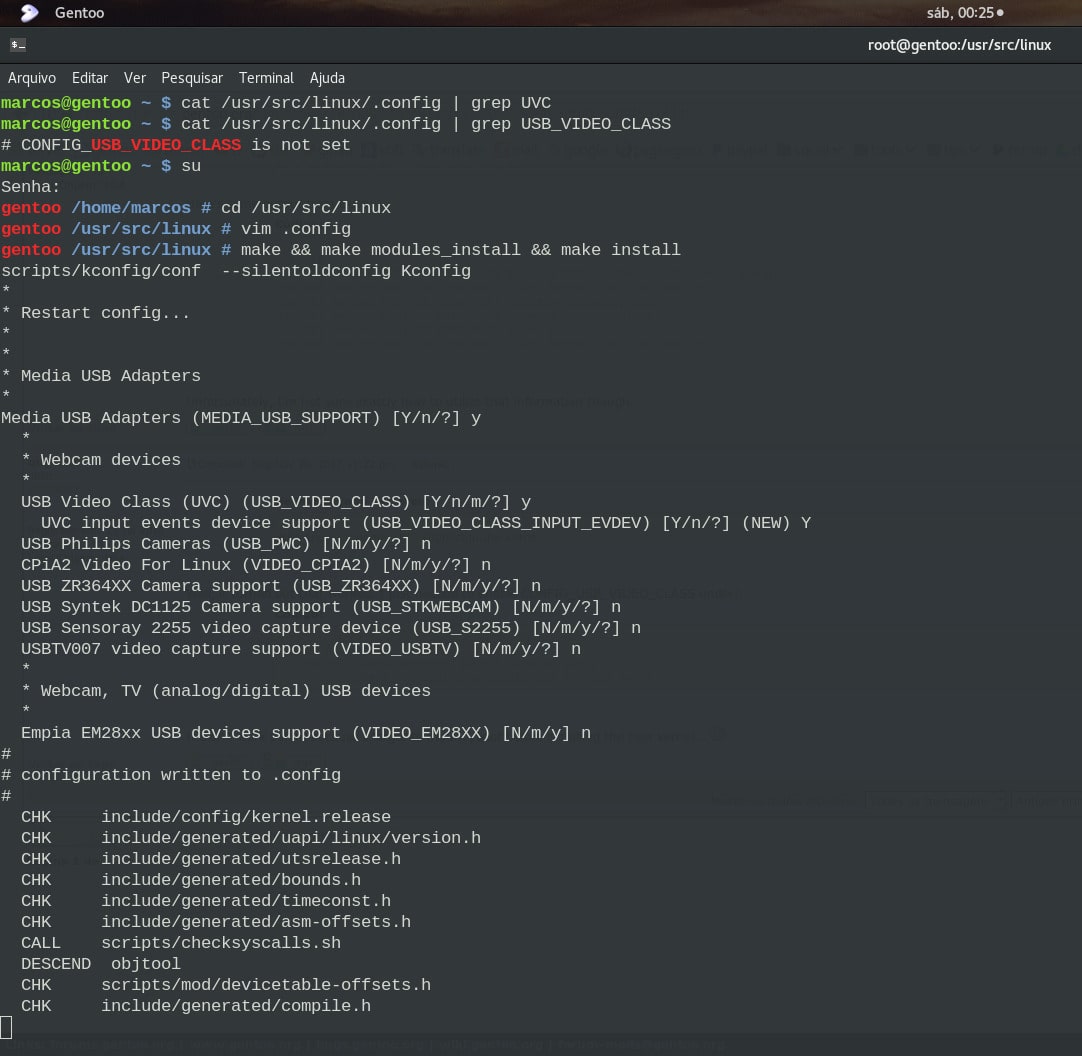 Gentoo
sáb, 00:25
root@gentoo:/usr/src/linux
Arquivo Editar Ver Pesquisar Terminal Ajuda
marcos@gentoo ~ $ cat /usr/src/linux/.config | grep UVC
marcos@gentoo ~ $ cat /usr/src/linux/.config | grep USB_VIDEO_CLASS
# CONFIG_USB_VIDEO_CLASS is not set
marcos@gentoo ~ $ su
Senha:
gentoo /home/marcos # cd /usr/src/linux
gentoo /usr/src/linux # vim .config
gentoo /usr/src/linux # make && make modules_install && make install
scripts/kconfig/conf  --silentoldconfig Kconfig
*
* Restart config...
*
*
* Media USB Adapters
*
Media USB Adapters (MEDIA_USB_SUPPORT) [Y/n/?] y
  *
  * Webcam devices
  *
  USB Video Class (UVC) (USB_VIDEO_CLASS) [Y/n/m/?] y
    UVC input events device support (USB_VIDEO_CLASS_INPUT_EVDEV) [Y/n/?] (NEW) Y
  USB Philips Cameras (USB_PWC) [N/m/y/?] n
  CPiA2 Video For Linux (VIDEO_CPIA2) [N/m/y/?] n
  USB ZR364XX Camera support (USB_ZR364XX) [N/m/y/?] n
  USB Syntek DC1125 Camera support (USB_STKWEBCAM) [N/m/y/?] n
  USB Sensoray 2255 video capture device (USB_S2255) [N/m/y/?] n
  USBTV007 video capture support (VIDEO_USBTV) [N/m/y/?] n
  *
  * Webcam, TV (analog/digital) USB devices
  *
  Empia EM28xx USB devices support (VIDEO_EM28XX) [N/m/y] n
#
# configuration written to .config
#
  CHK     include/config/kernel.release
  CHK     include/generated/uapi/linux/version.h
  CHK     include/generated/utsrelease.h
  CHK     include/generated/bounds.h
  CHK     include/generated/timeconst.h
  CHK     include/generated/asm-offsets.h
  CALL    scripts/checksyscalls.sh
  DESCEND  objtool
  CHK     scripts/mod/devicetable-offsets.h
  CHK     include/generated/compile.h